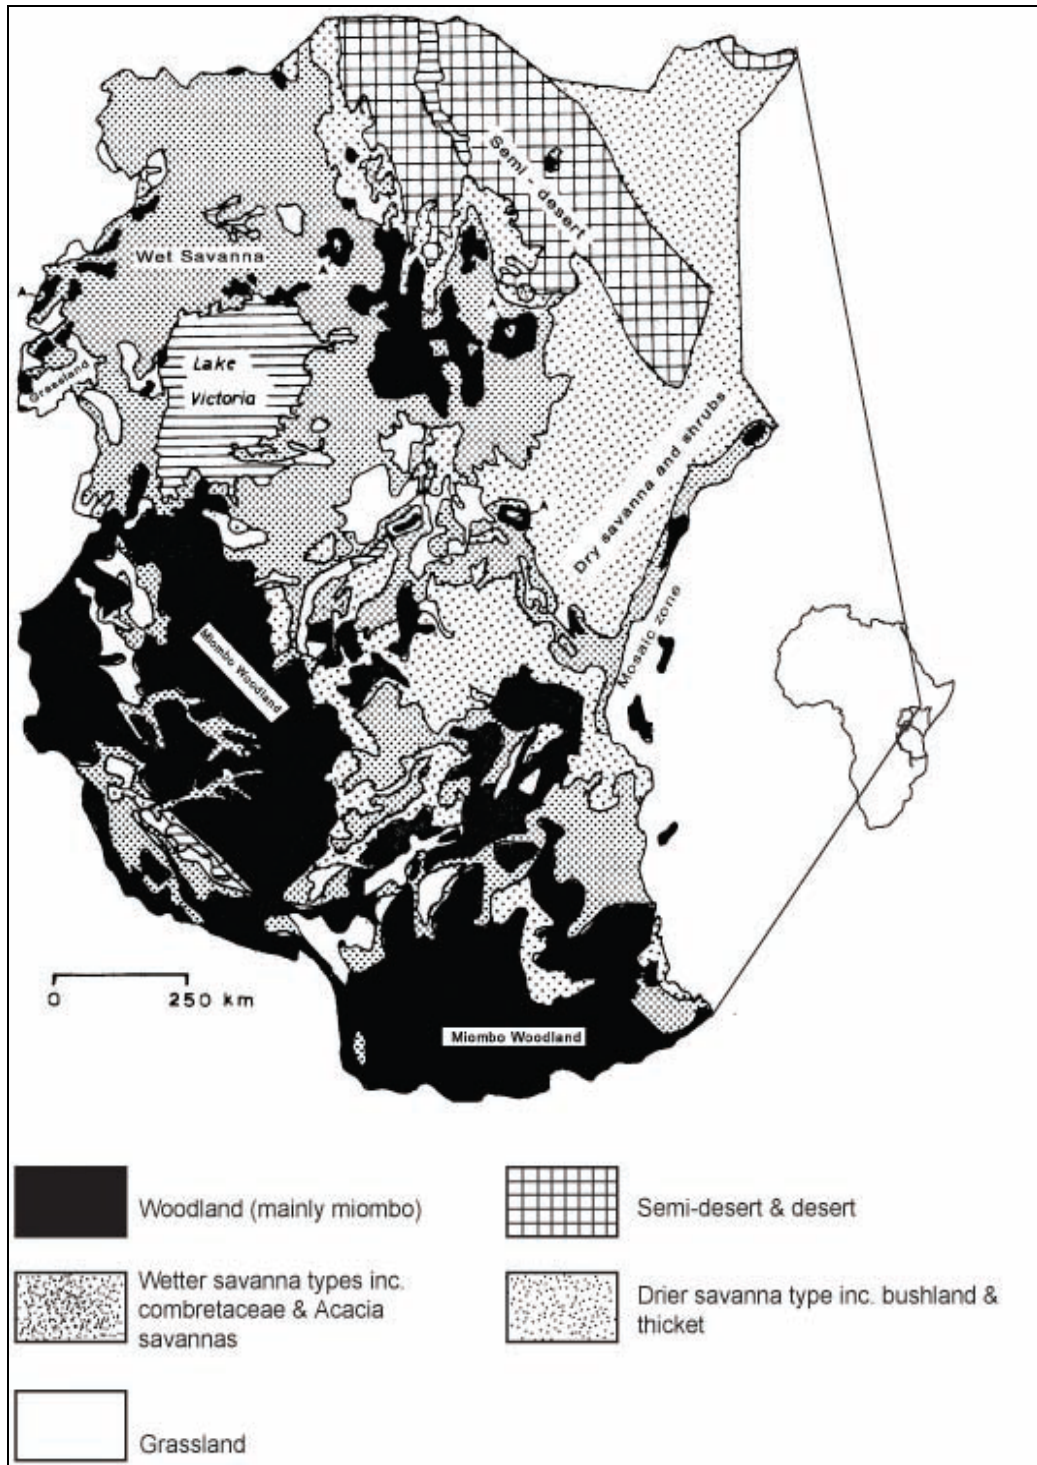 Semi - desert
Wet Savanna
A
A
A
Grassland
Lake
Victoria
Dry savanna and shrubs
A
Mosaic zone
Miombo Woodland
0 250 km
Miombo Woodland
Woodland (mainly miombo)
Semi-desert & desert
Wetter savanna types inc.
combretaceae & Acacia
savannas
Drier savanna type inc. bushland &
thicket
Grassland